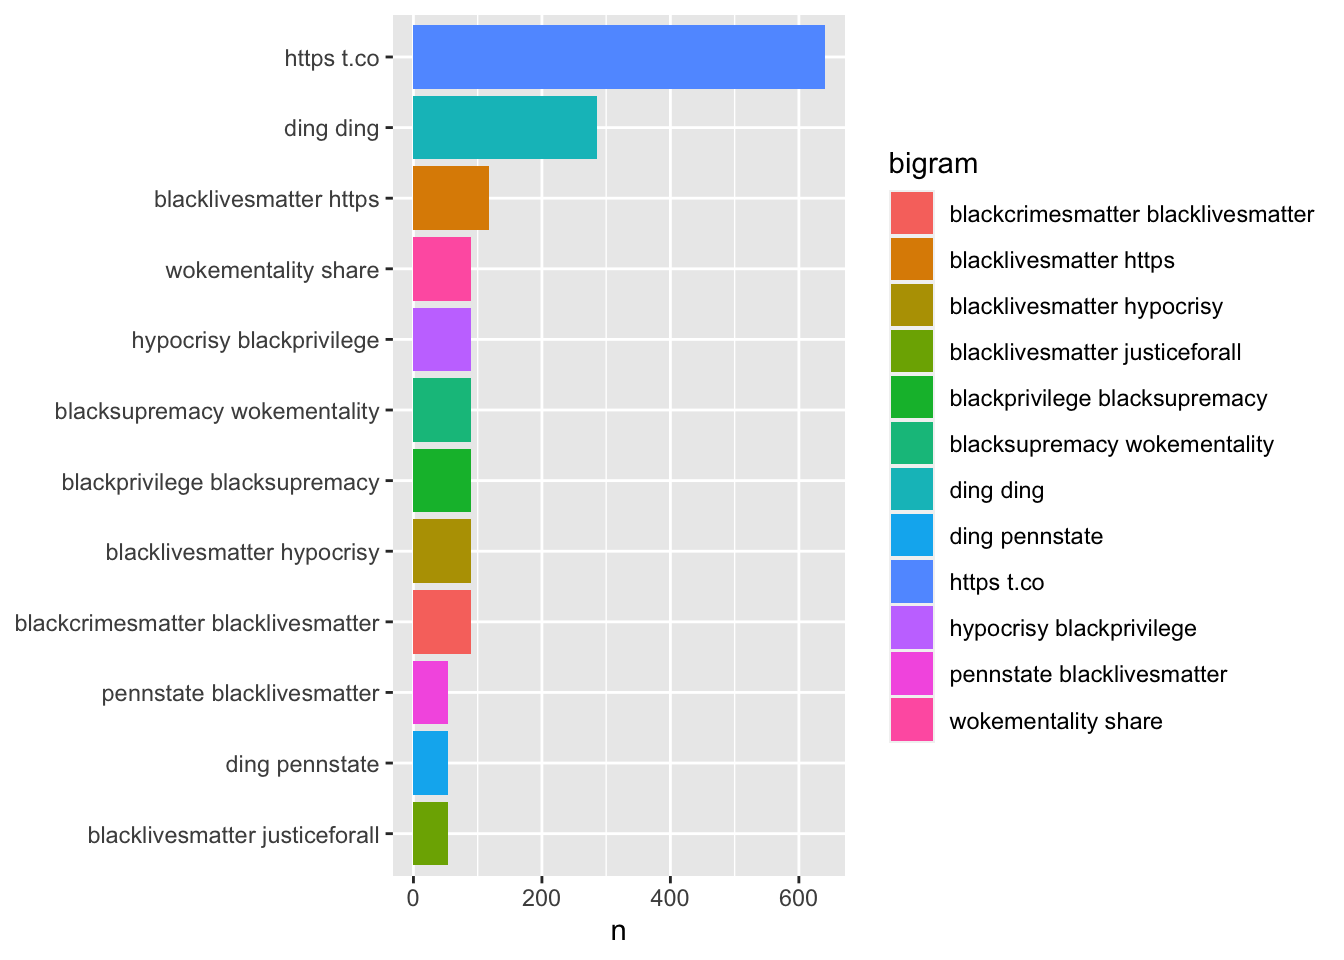 https t.co
ding ding
blacklivesmatter https
wokementality share
hypocrisy blackprivilege
blacksupremacy wokementality
blackprivilege blacksupremacy
blacklivesmatter hypocrisy
blackcrimesmatter blacklivesmatter
pennstate blacklivesmatter
ding pennstate
blacklivesmatter justiceforall
0 200 400 600
n
bigram
blackcrimesmatter blacklivesmatter
blacklivesmatter https
blacklivesmatter hypocrisy
blacklivesmatter justiceforall
blackprivilege blacksupremacy
blacksupremacy wokementality
ding ding
ding pennstate
https t.co
hypocrisy blackprivilege
pennstate blacklivesmatter
wokementality share